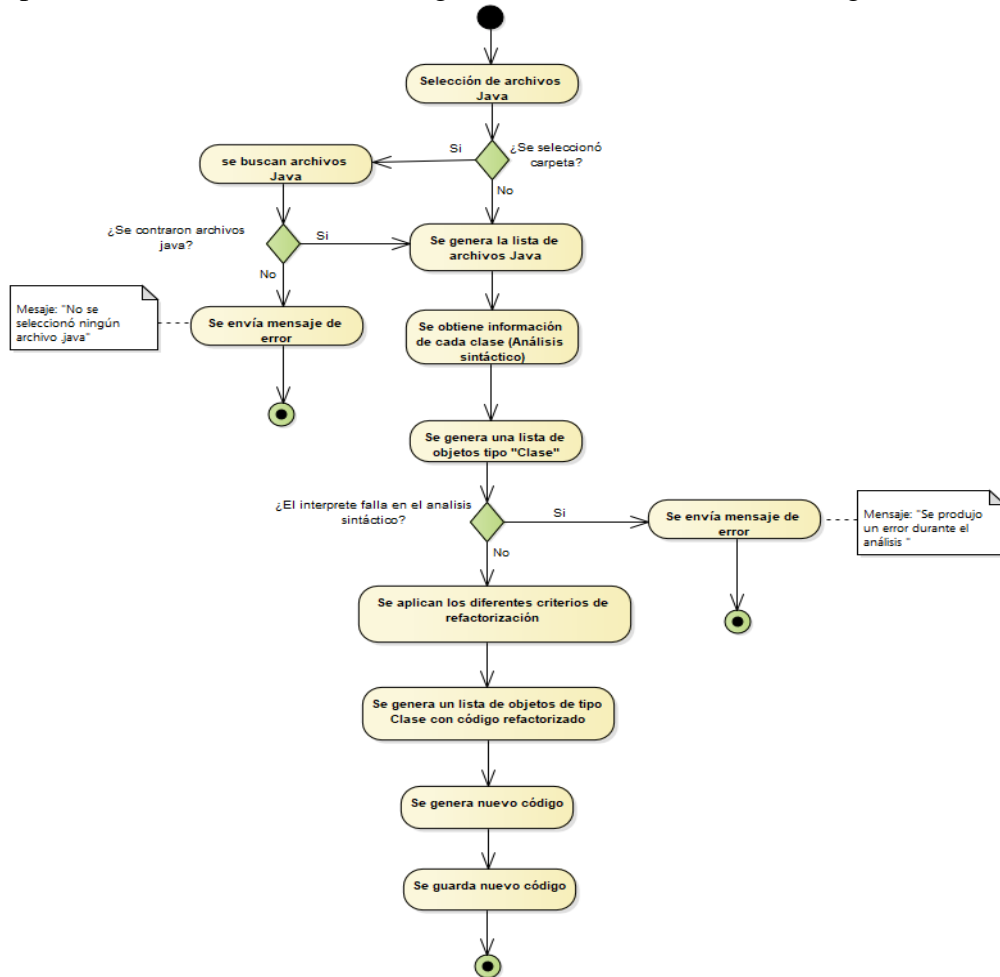 Selección de archivos
Java
¿Se seleccionó
carpeta?
Si
No
se buscan archivos
Java
¿Se contraron archivos
java?
Si
No
Se genera la lista de
archivos Java
Mesaje: "No se
seleccionó ningún
archivo .java"
Se envía mensaje de
error
Se obtiene información
de cada clase (Análisis
sintáctico)
Se genera una lista de
objetos tipo "Clase"
¿El interprete falla en el analisis
sintáctico?
Si
No
Se envía mensaje de
error
Mensaje: "Se produjo
un error durante el
análisis "
Se aplican los diferentes criterios de
refactorización
Se genera un lista de objetos de tipo
Clase con código refactorizado
Se genera nuevo código
Se guarda nuevo código